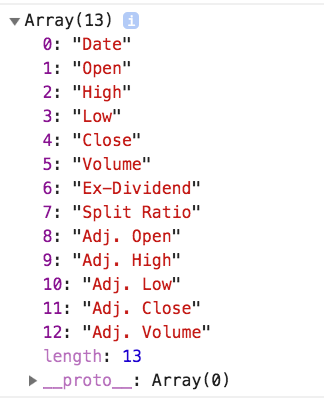 ▼Array(13) i
0: "Date"
1: "Open"
2: "High"
3: "Low"
4: "Close"
5: "Volume"
6: "Ex-Dividend"
7: "Split Ratio"
8: "Adj. Open"
9: "Adj. High"
10: "Adj. Low"
11: "Adj. Close"
12: "Adj. Volume"
length: 13
▶__proto__: Array(0)